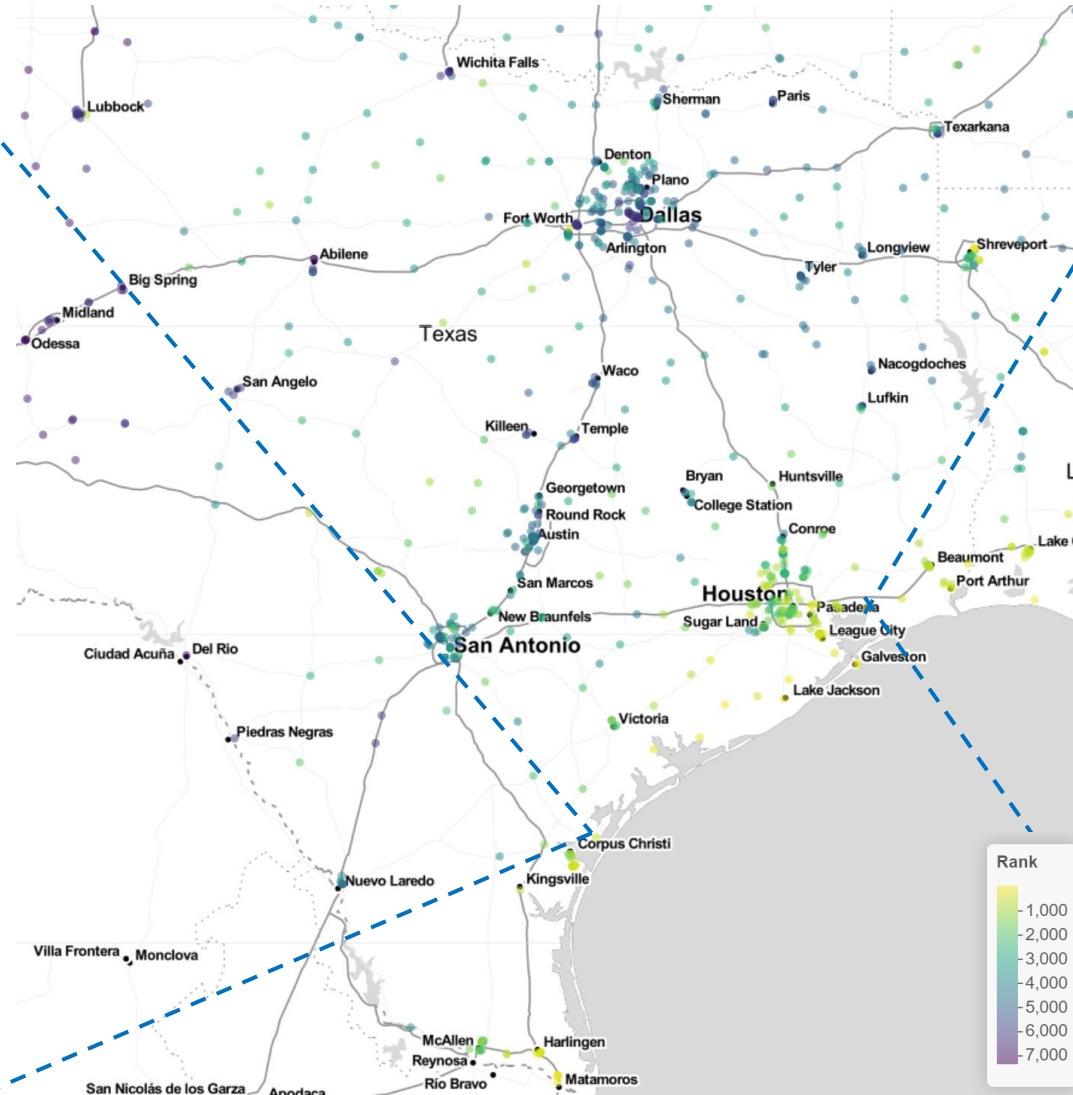 Wichita Falls
Lubbock
Sherman
Paris
Texarkana
Denton
Plano
Fort Worth
Dallas
Arlington
Longview
Shreveport
Abilene
Tyler
Big Spring
Midland
Texas
Odessa
Nacogdoches
Waco
San Angelo
Lufkin
Killeen
Temple
Bryan
Huntsville
L
Georgetown
College Station
Round Rock
Conroe
Austin
Lake C
Beaumont
San Marcos
Port Arthur
Houston
Pasadena
New Braunfels
Sugar Land
League City
San Antonio
Ciudad Acuña
Del Rio
Galveston
Lake Jackson
Victoria
Piedras Negras
Corpus Christi
Rank
Nuevo Laredo
Kingsville
1,000
2,000
Villa Frontera
Monclova
3,000
4,000
5,000
6,000
McAllen
Harlingen
7,000
Reynosa
Río Bravo
Matamoros
San Nicolás de los Garza
Apodaca